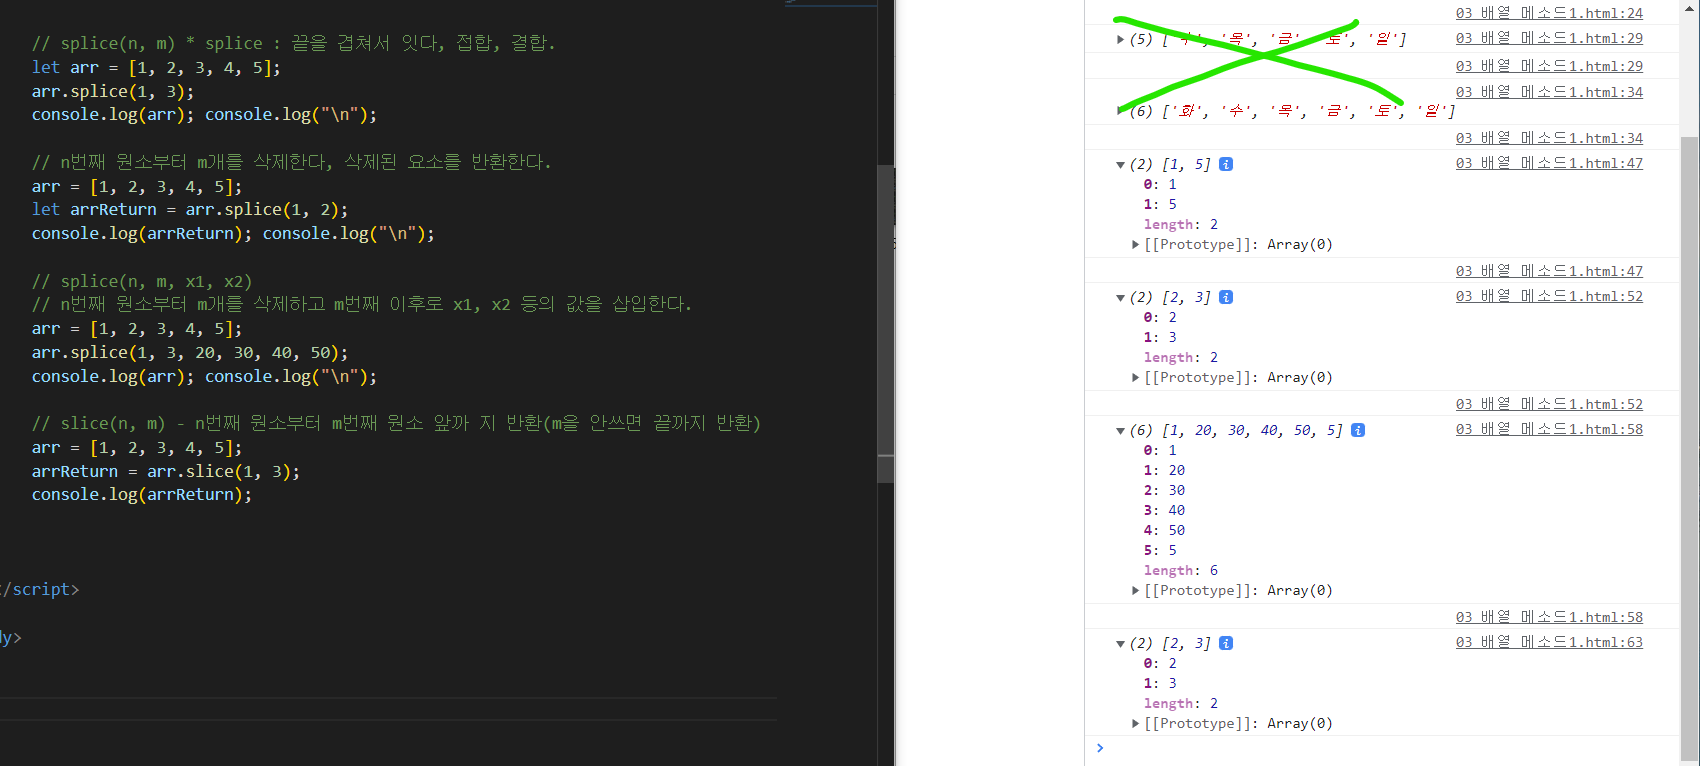 // splice(n, m) * splice : 끝을 겹쳐서 잇다, 접합, 결합.
let arr = [1, 2, 3, 4, 5];
arr.splice(1, 3);
console.log(arr); console.log("\n");
// n번째 원소부터 m개를 삭제한다, 삭제된 요소를 반환한다.
arr = [1, 2, 3, 4, 5];
let arrReturn = arr.splice(1, 2);
console.log(arrReturn); console.log("\n");
// splice(n, m, x1, x2)
// n번째 원소부터 m개를 삭제하고 m번째 이후로 x1, x2 등의 값을 삽입한다.
arr = [1, 2, 3, 4, 5];
arr.splice(1, 3, 20, 30, 40, 50);
console.log(arr); console.log("\n");
// slice(n, m) - n번째 원소부터 m번째 원소 앞까 지 반환(m을 안쓰면 끝까지 반환)
arr = [1, 2, 3, 4, 5];
arrReturn = arr.slice(1, 3);
console.log(arrReturn);
/script>
dy>
03 배열 메소드1.html:24
(5) [ '목', '금', '토', '일']
03 배열 메소드1.html:29
03 배열 메소드1.html:29
03 배열 메소드1.html:34
(6) ['화', '수', '목', '금', '토', '일']
03 배열 메소드1.html:34
(2) [1, 5] i
03 배열 메소드1.html:47
0: 1
1: 5
length: 2
[[Prototype]]: Array(0)
03 배열 메소드1.html:47
(2) [2, 3] i
03 배열 메소드1.html:52
0: 2
1: 3
length: 2
[[Prototype]]: Array(0)
03 배열 메소드1.html:52
(6) [1, 20, 30, 40, 50, 5] i
03 배열 메소드1.html:58
0: 1
1: 20
2: 30
3: 40
4: 50
5: 5
length: 6
[[Prototype]]: Array(0)
03 배열 메소드1.html:58
(2) [2, 3] i
03 배열 메소드1.html:63
0: 2
1: 3
length: 2
[[Prototype]]: Array(0)